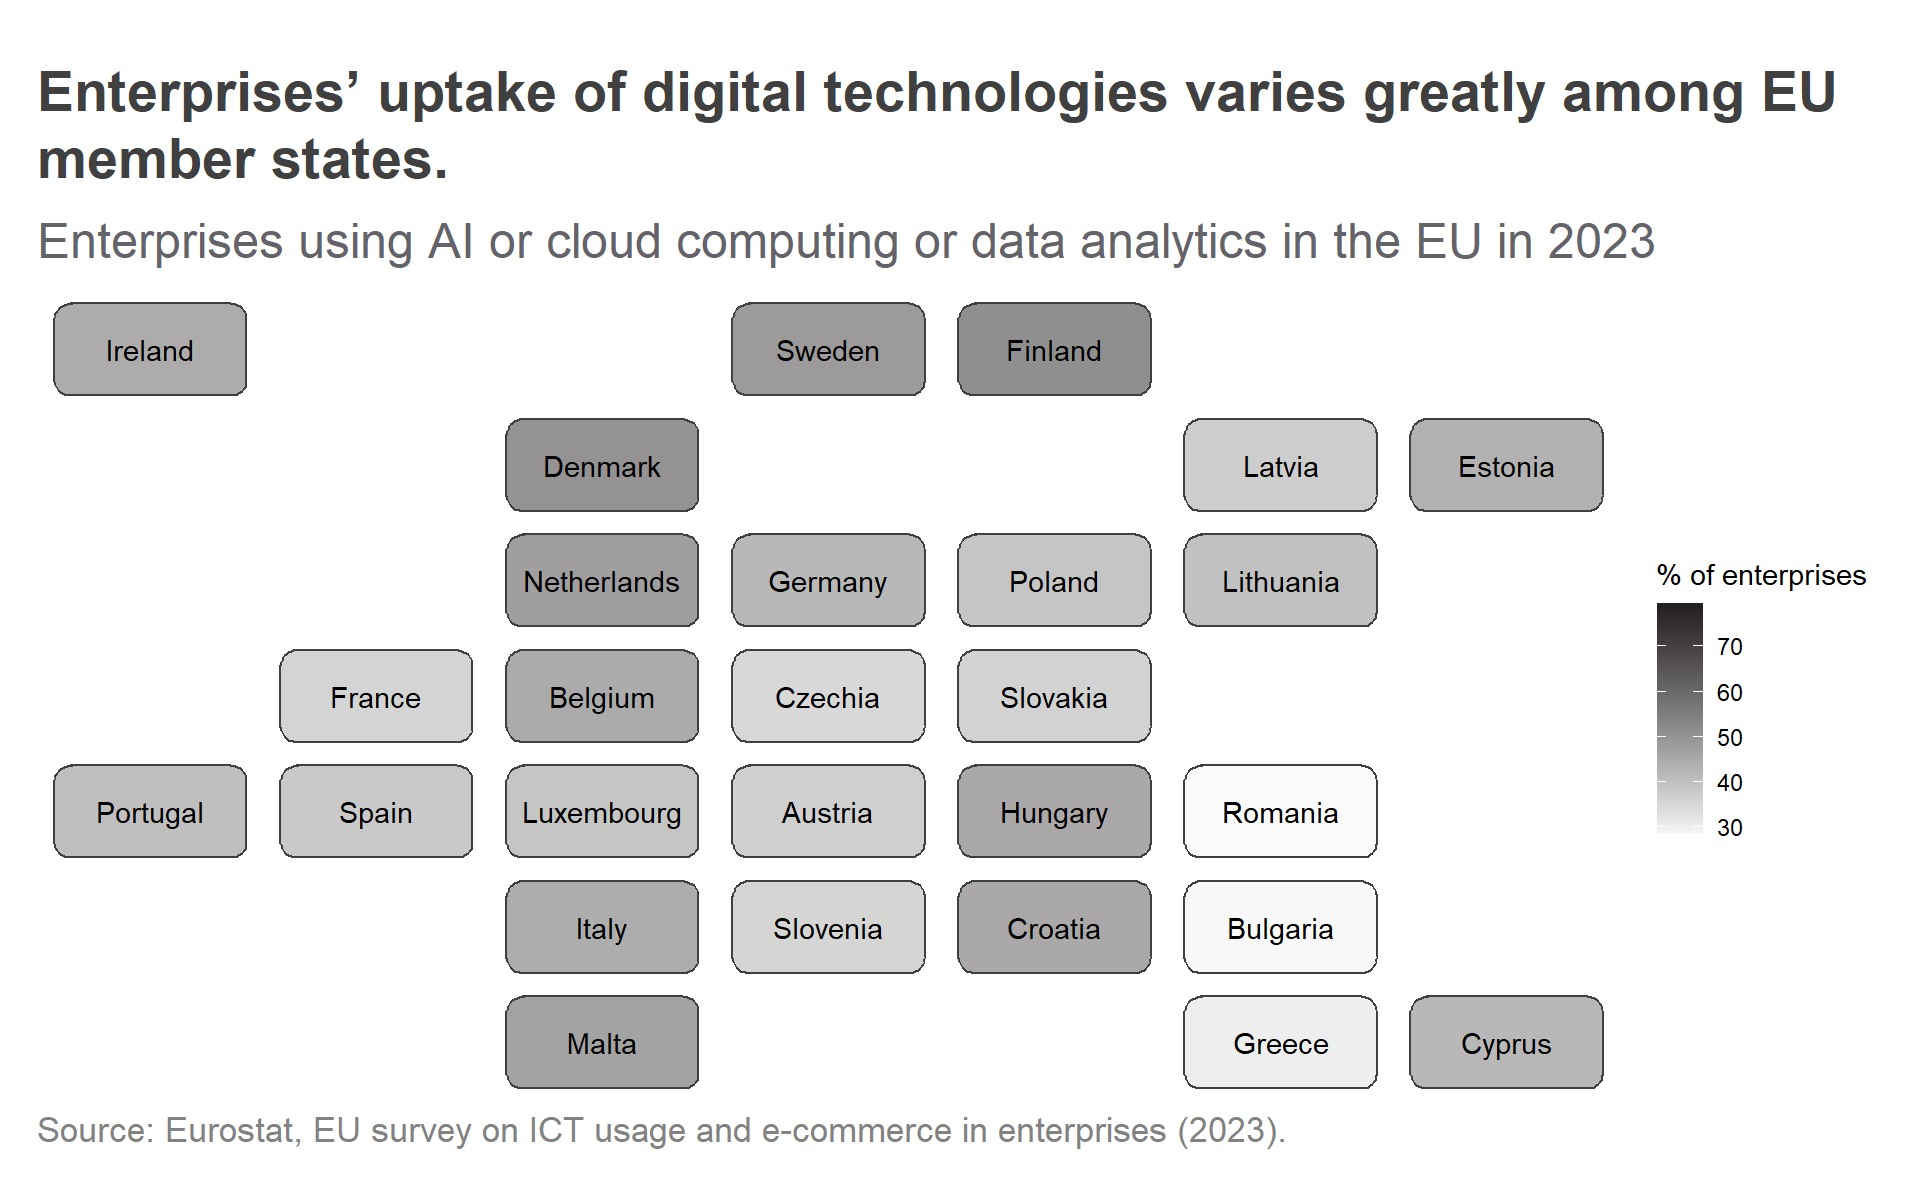 Enterprises’ uptake of digital technologies varies greatly among EU
member states.
Enterprises using AI or cloud computing or data analytics in the EU in 2023
Ireland
Sweden
Finland
Denmark
Latvia
Estonia
Netherlands
Germany
Poland
Lithuania
France
Belgium
Czechia
Slovakia
Portugal
Spain
Luxembourg
Austria
Hungary
Romania
Italy
Slovenia
Croatia
Bulgaria
Malta
Greece
Cyprus
% of enterprises
70
60
50
40
30
Source: Eurostat, EU survey on ICT usage and e-commerce in enterprises (2023).